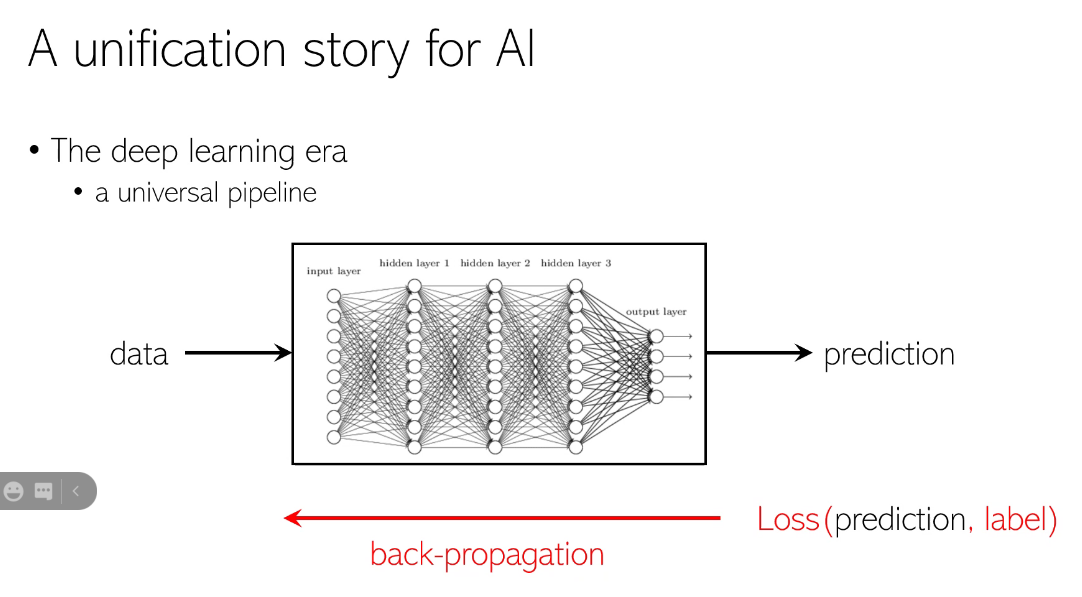 A unification story for AI
• The deep learning era
• a universal pipeline
input layer
hidden layer 1
hidden layer 2
hidden layer 3
output layer
data
prediction
Loss(prediction, label)
back-propagation